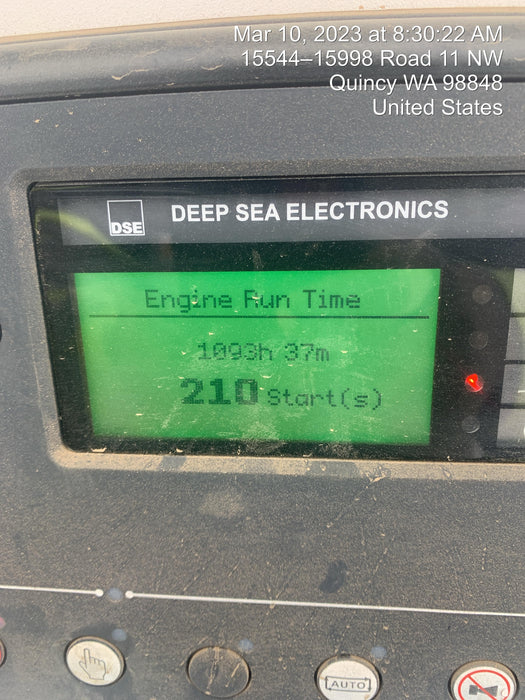 Mar 10, 2023 at 8:30:22 AM
15544–15998 Road 11 NW
Quincy WA 98848
United States
DSE DEEP SEA ELECTRONICS
Engine Run Time
1093h 37m
210 Start(s)
AUTO